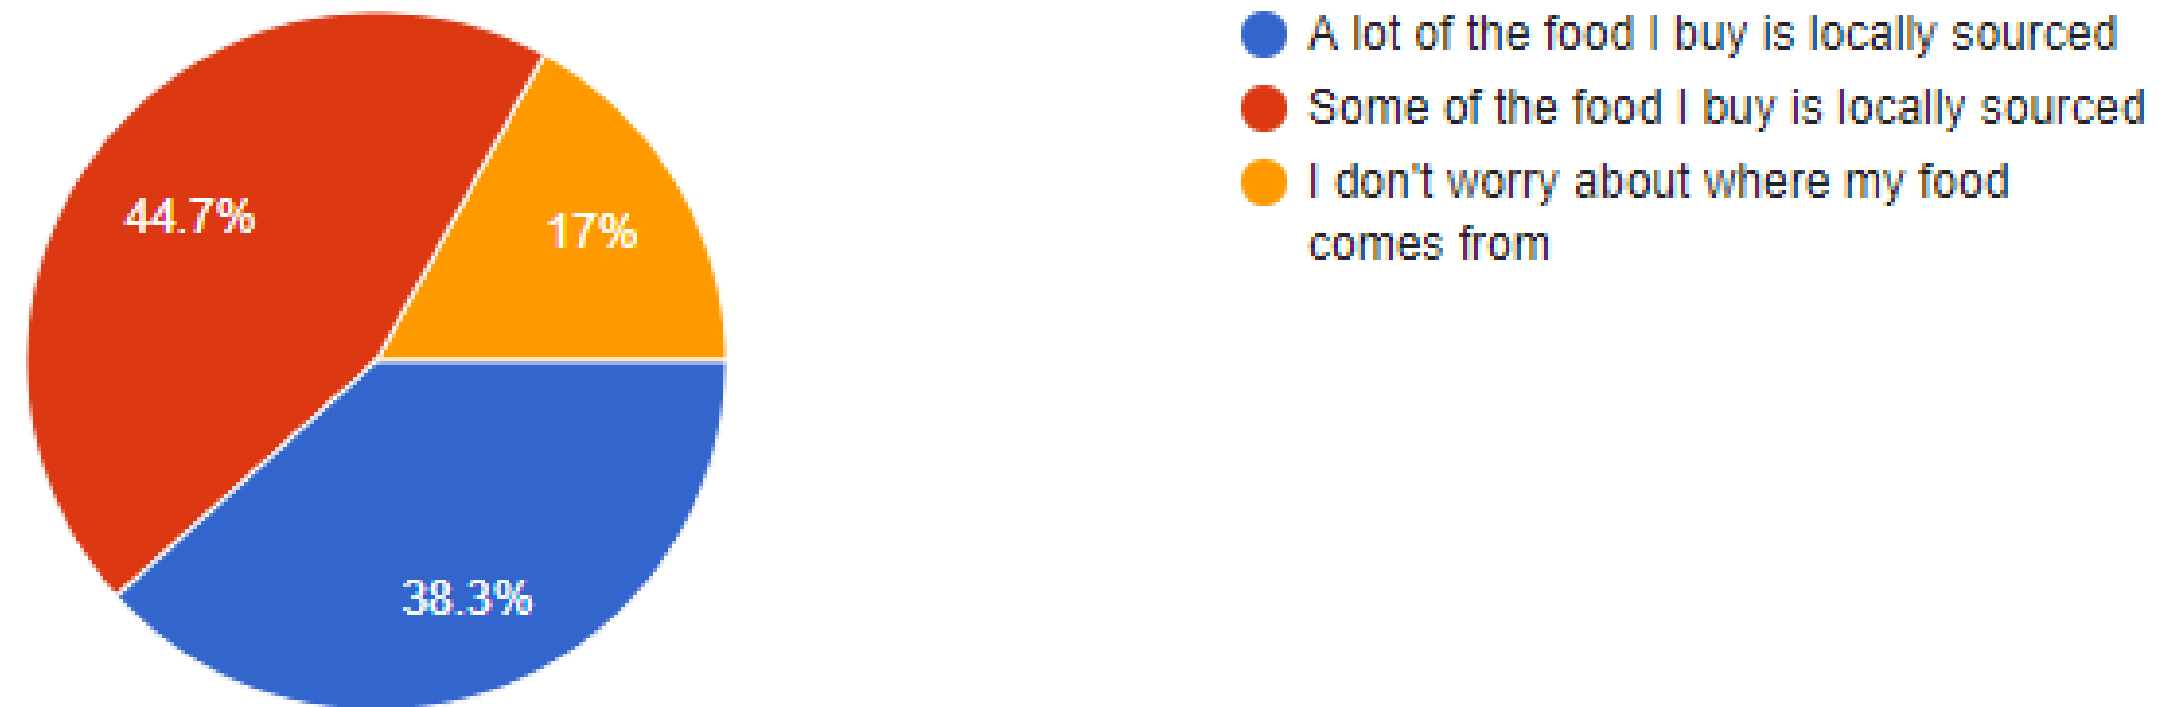 A lot of the food I buy is locally sourced
Some of the food I buy is locally sourced
I don't worry about where my food
comes from
44.7%
17%
38.3%